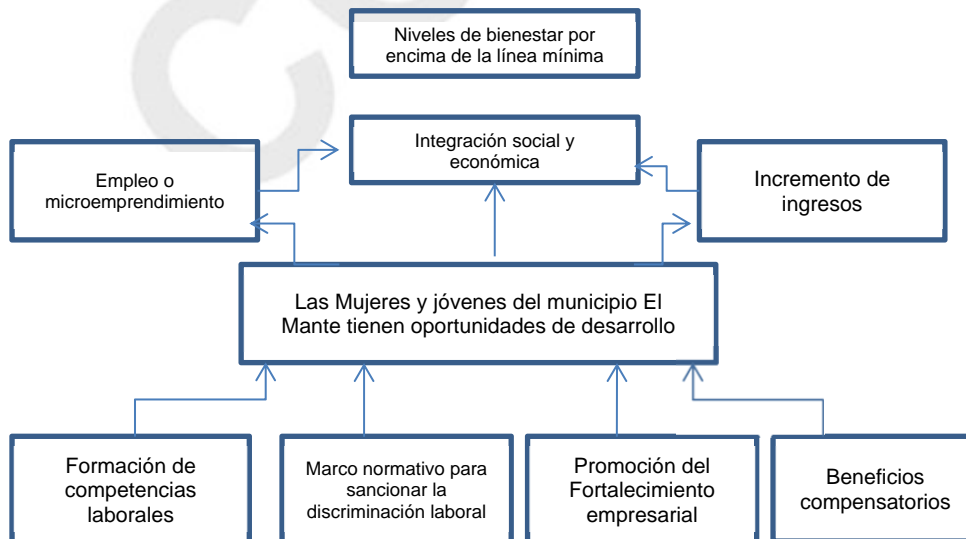 Niveles de bienestar por
encima de la línea mínima
Integración social y
económica
Empleo o
microemprendimiento
Incremento de
ingresos
Las Mujeres y jóvenes del municipio El
Mante tienen oportunidades de desarrollo
Formación de
competencias
laborales
Marco normativo para
sancionar la
discriminación laboral
Promoción del
Fortalecimiento
empresarial
Beneficios
compensatorios